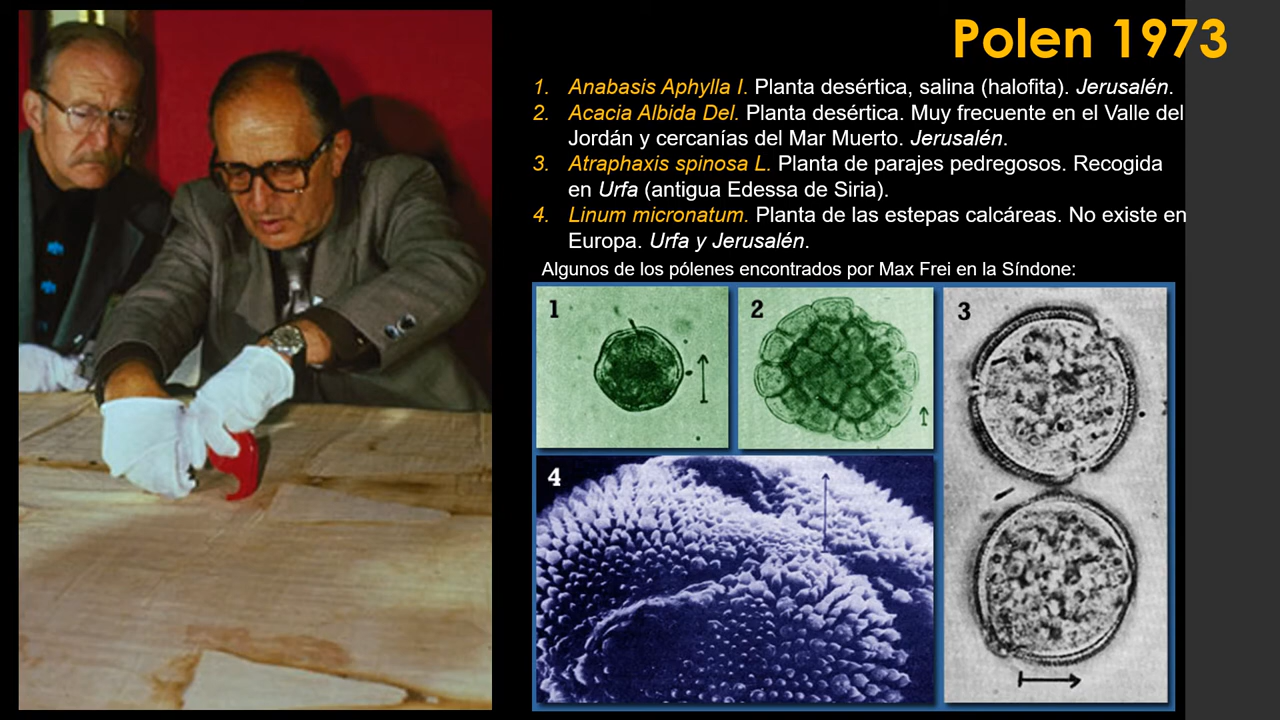 Polen 1973
1. Anabasis Aphylla I. Planta desértica, salina (halofita). Jerusalén.
2. Acacia Albida Del. Planta desértica. Muy frecuente en el Valle del
Jordán y cercanías del Mar Muerto. Jerusalén.
3. Atraphaxis spinosa L. Planta de parajes pedregosos. Recogida
en Urfa (antigua Edessa de Siria).
4. Linum micronatum. Planta de las estepas calcáreas. No existe en
Europa. Urfa y Jerusalén.
Algunos de los pólenes encontrados por Max Frei en la Síndone:
1
2
3
4